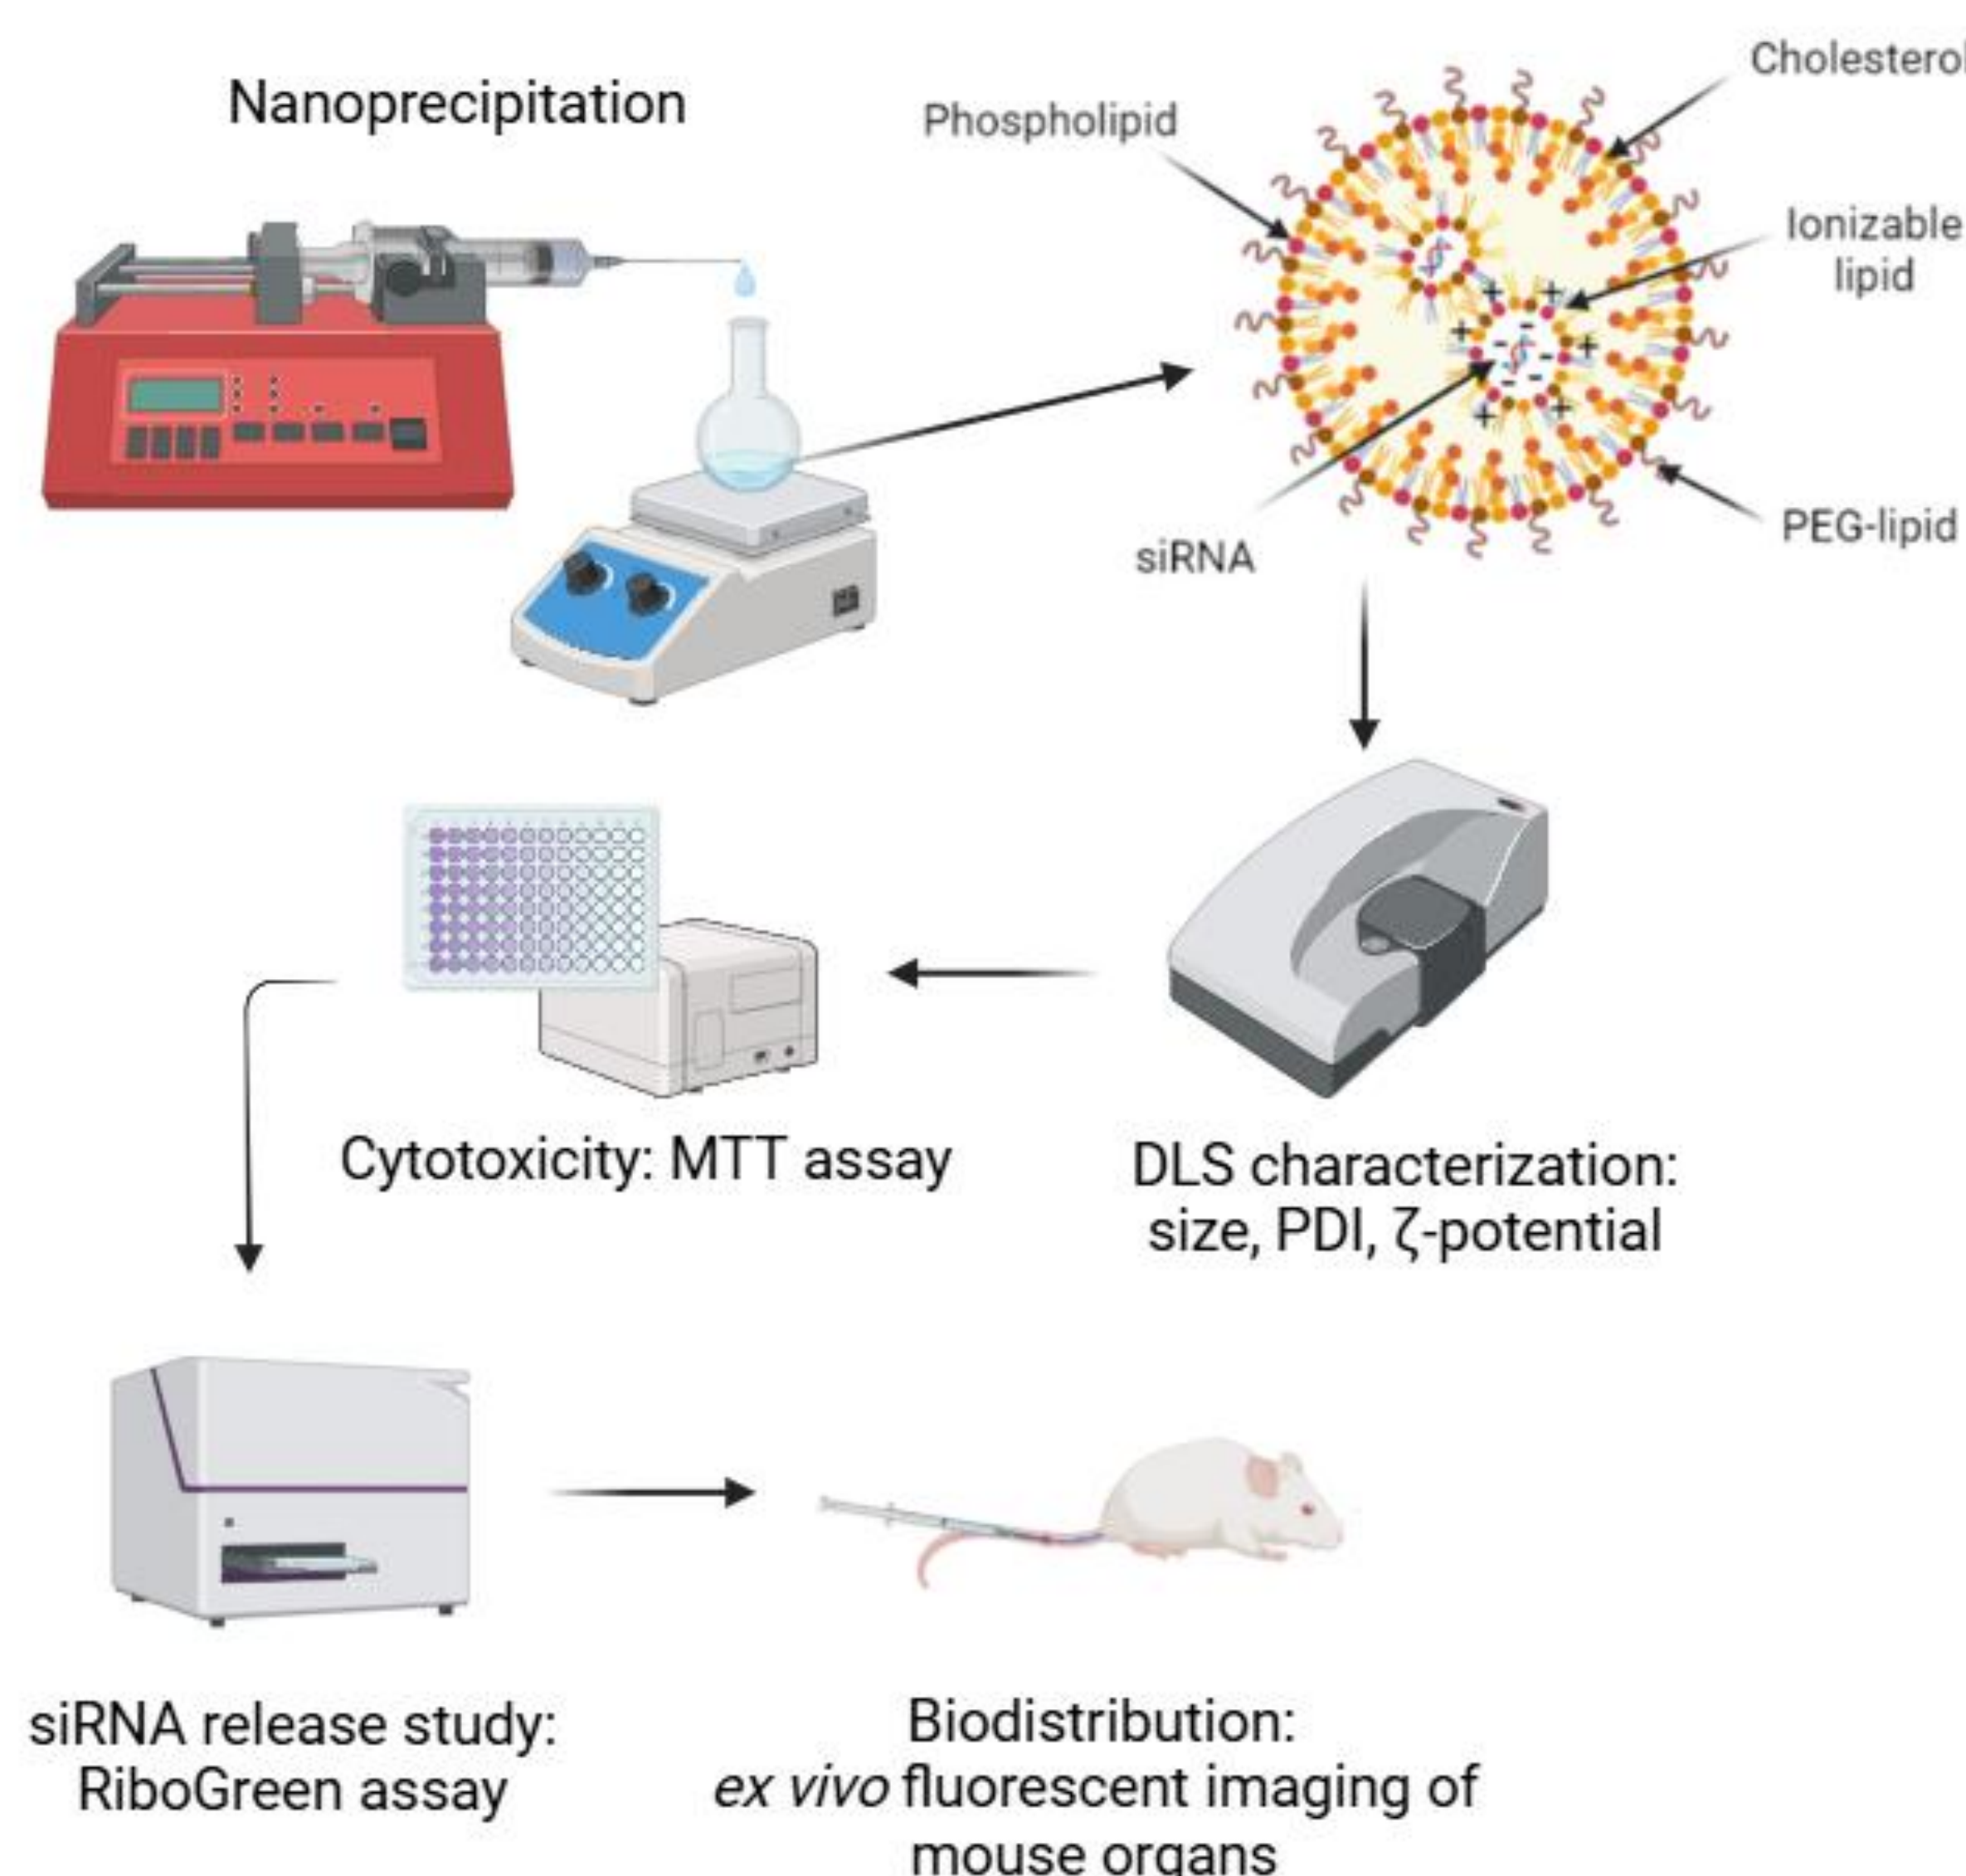 Nanoprecipitation
Phospholipid
Cholesterol
Ionizable
lipid
siRNA
PEG-lipid
Cytotoxicity: MTT assay
DLS characterization:
size, PDI, ζ-potential
siRNA release study:
RiboGreen assay
Biodistribution:
ex vivo fluorescent imaging of
mouse organs